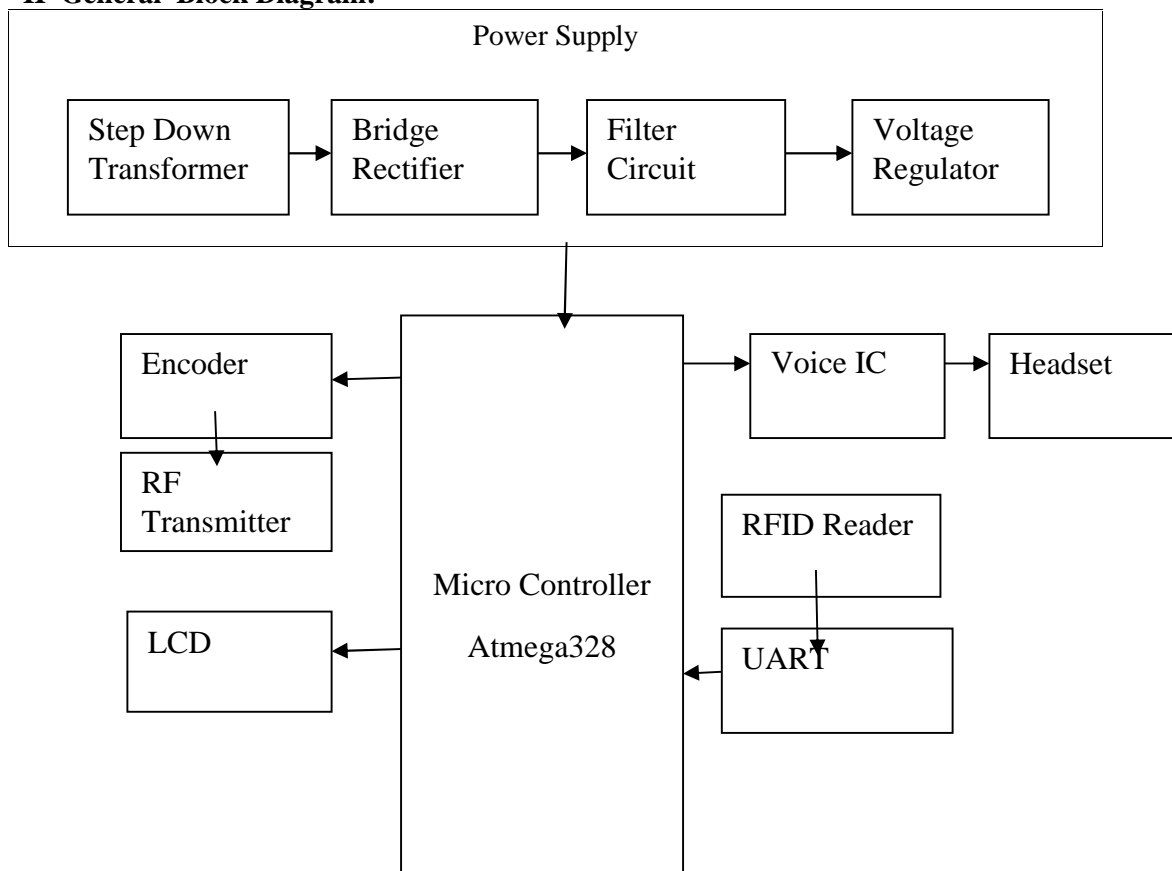 II General Block Diagram:
Power Supply
Step Down
Transformer
Bridge
Rectifier
Filter
Circuit
Voltage
Regulator
Encoder
Voice IC
Headset
RF
Transmitter
RFID Reader
Micro Controller
Atmega328
LCD
UART